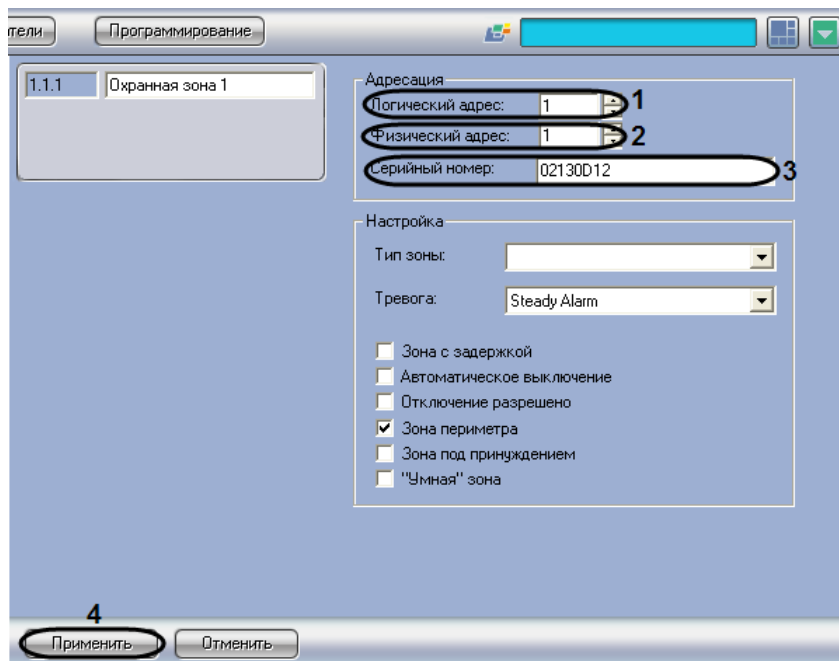 тели
Программирование
1.1.1 Охранная зона 1
Адресация
Логический адрес: 1 1
Физический адрес: 1 2
Серийный номер: 02130D12 3
Настройка
Тип зоны:
Тревога: Steady Alarm
Зона с задержкой
Автоматическое выключение
Отключение разрешено
Зона периметра
Зона под принуждением
"Умная" зона
4
Применить
Отменить